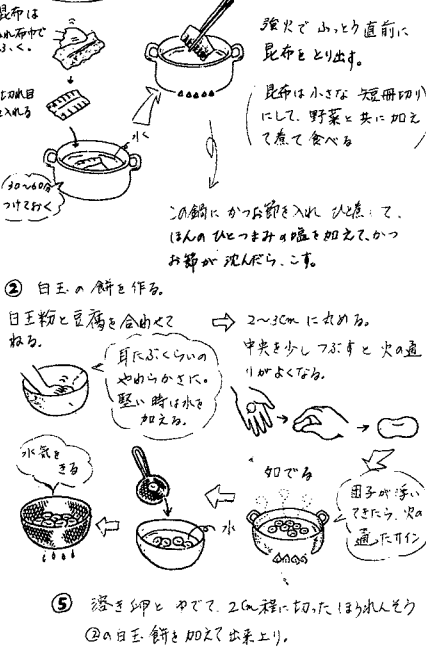 昆布は
れ布巾で
ふく。
切れ目
を入れる
水
30〜60分
つけておく
強火で ふっとう直前に
昆布を とり出す。
昆布は小さな 短冊切り
にして、野菜と共に加え
て煮て食べる
この鍋に かつお節を入れ ひと煮 て、
ほんの ひとつまみの塩を加えて、かつ
お節が 沈んだら、こす。
② 白玉の餅を作る。
白玉粉と豆腐を合わせて
ねる。
耳たぶくらいの
やわらかさに。
堅い時は水を
加える。
⇨ 2〜3cm に丸める。
中央を少しつぶすと 火の通
りがよくなる。
団子が浮い
てきたら、火の
通ったサイン
ゆでる
水
水気を
きる
⑤ 溶き卵と ゆでて、2cm程に切った ほうれんそう
②の白玉餅を加えて出来上り。